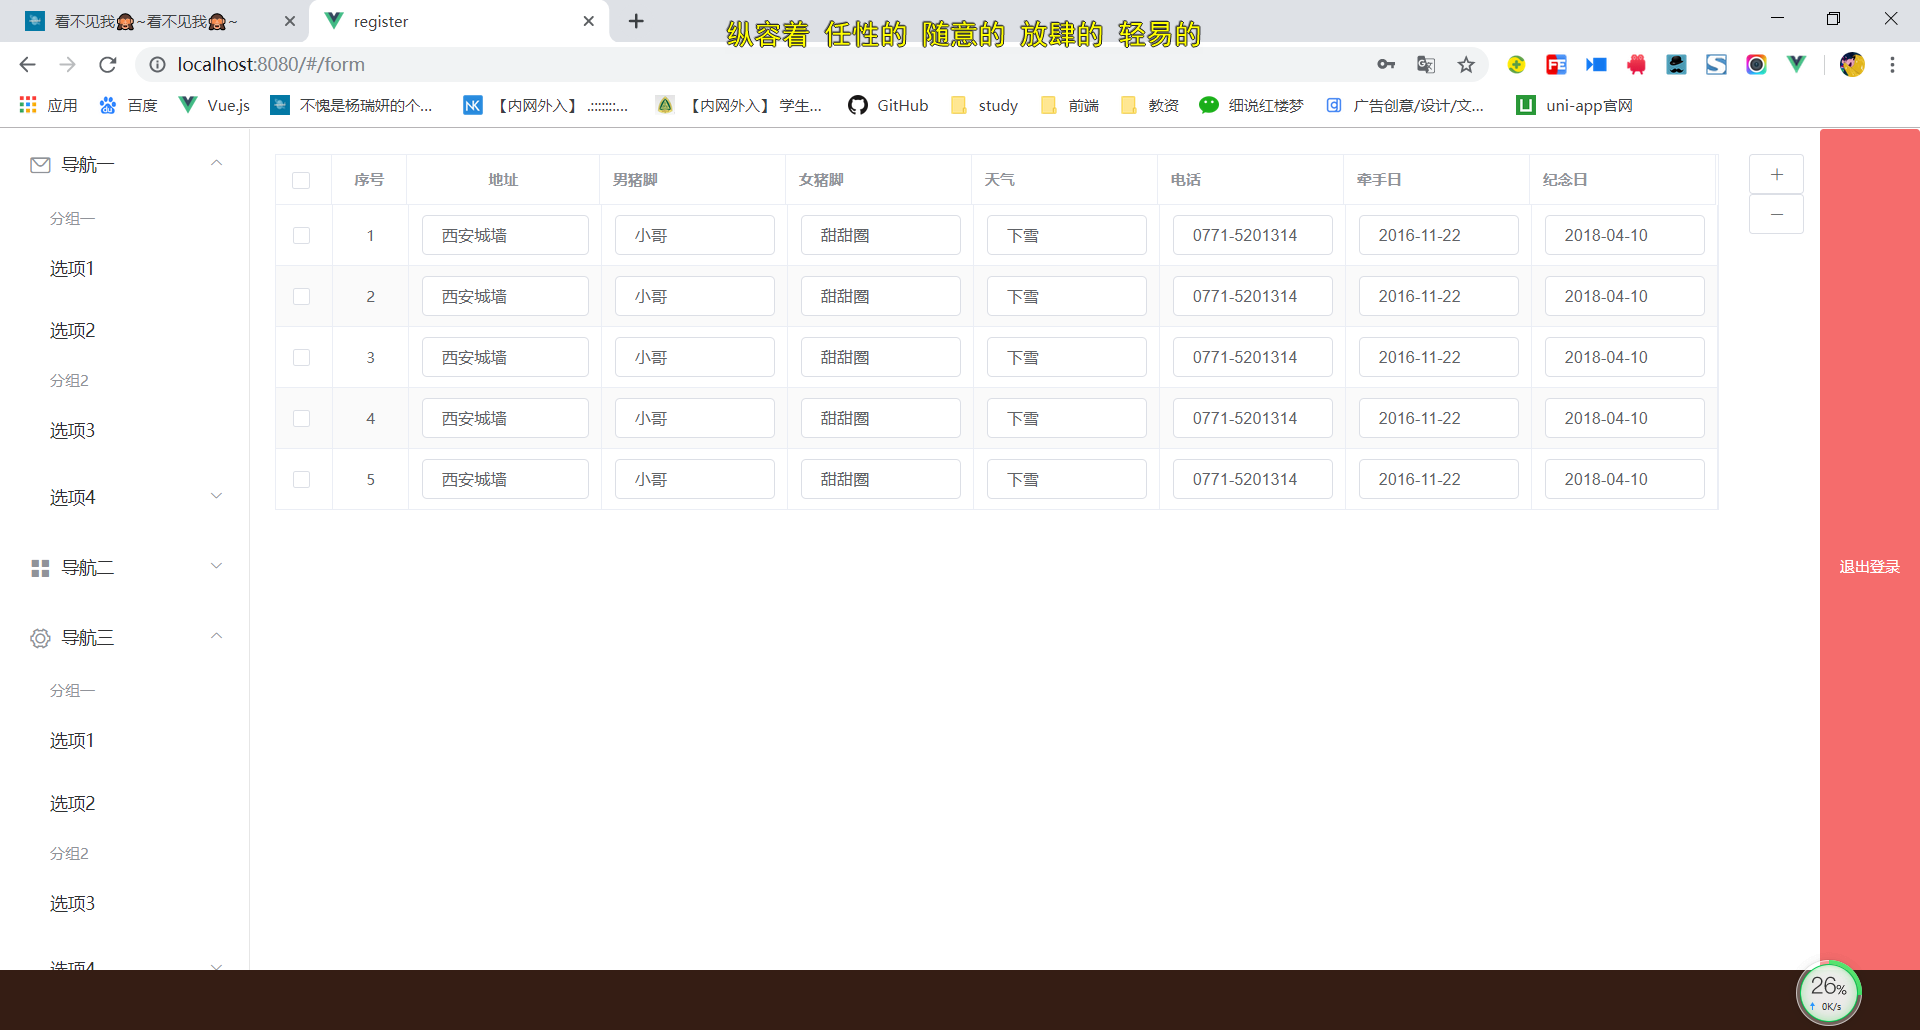 看不见我🙈~看不见我🙈~
register
纵容着 任性的 随意的 放肆的 轻易的
localhost:8080/#/form
应用 百度 Vue.js 不愧是杨瑞妍的个... 【内网外入】.:::::::... 【内网外入】学生... GitHub study 前端 教资 细说红楼梦 广告创意/设计/文... uni-app官网
导航一
分组一
选项1
选项2
分组2
选项3
选项4
导航二
导航三
分组一
选项1
选项2
分组2
选项3
选项4
序号 地址 男猪脚 女猪脚 天气 电话 牵手日 纪念日
1 西安城墙 小哥 甜甜圈 下雪 0771-5201314 2016-11-22 2018-04-10
2 西安城墙 小哥 甜甜圈 下雪 0771-5201314 2016-11-22 2018-04-10
3 西安城墙 小哥 甜甜圈 下雪 0771-5201314 2016-11-22 2018-04-10
4 西安城墙 小哥 甜甜圈 下雪 0771-5201314 2016-11-22 2018-04-10
5 西安城墙 小哥 甜甜圈 下雪 0771-5201314 2016-11-22 2018-04-10
退出登录
26%
0K/s